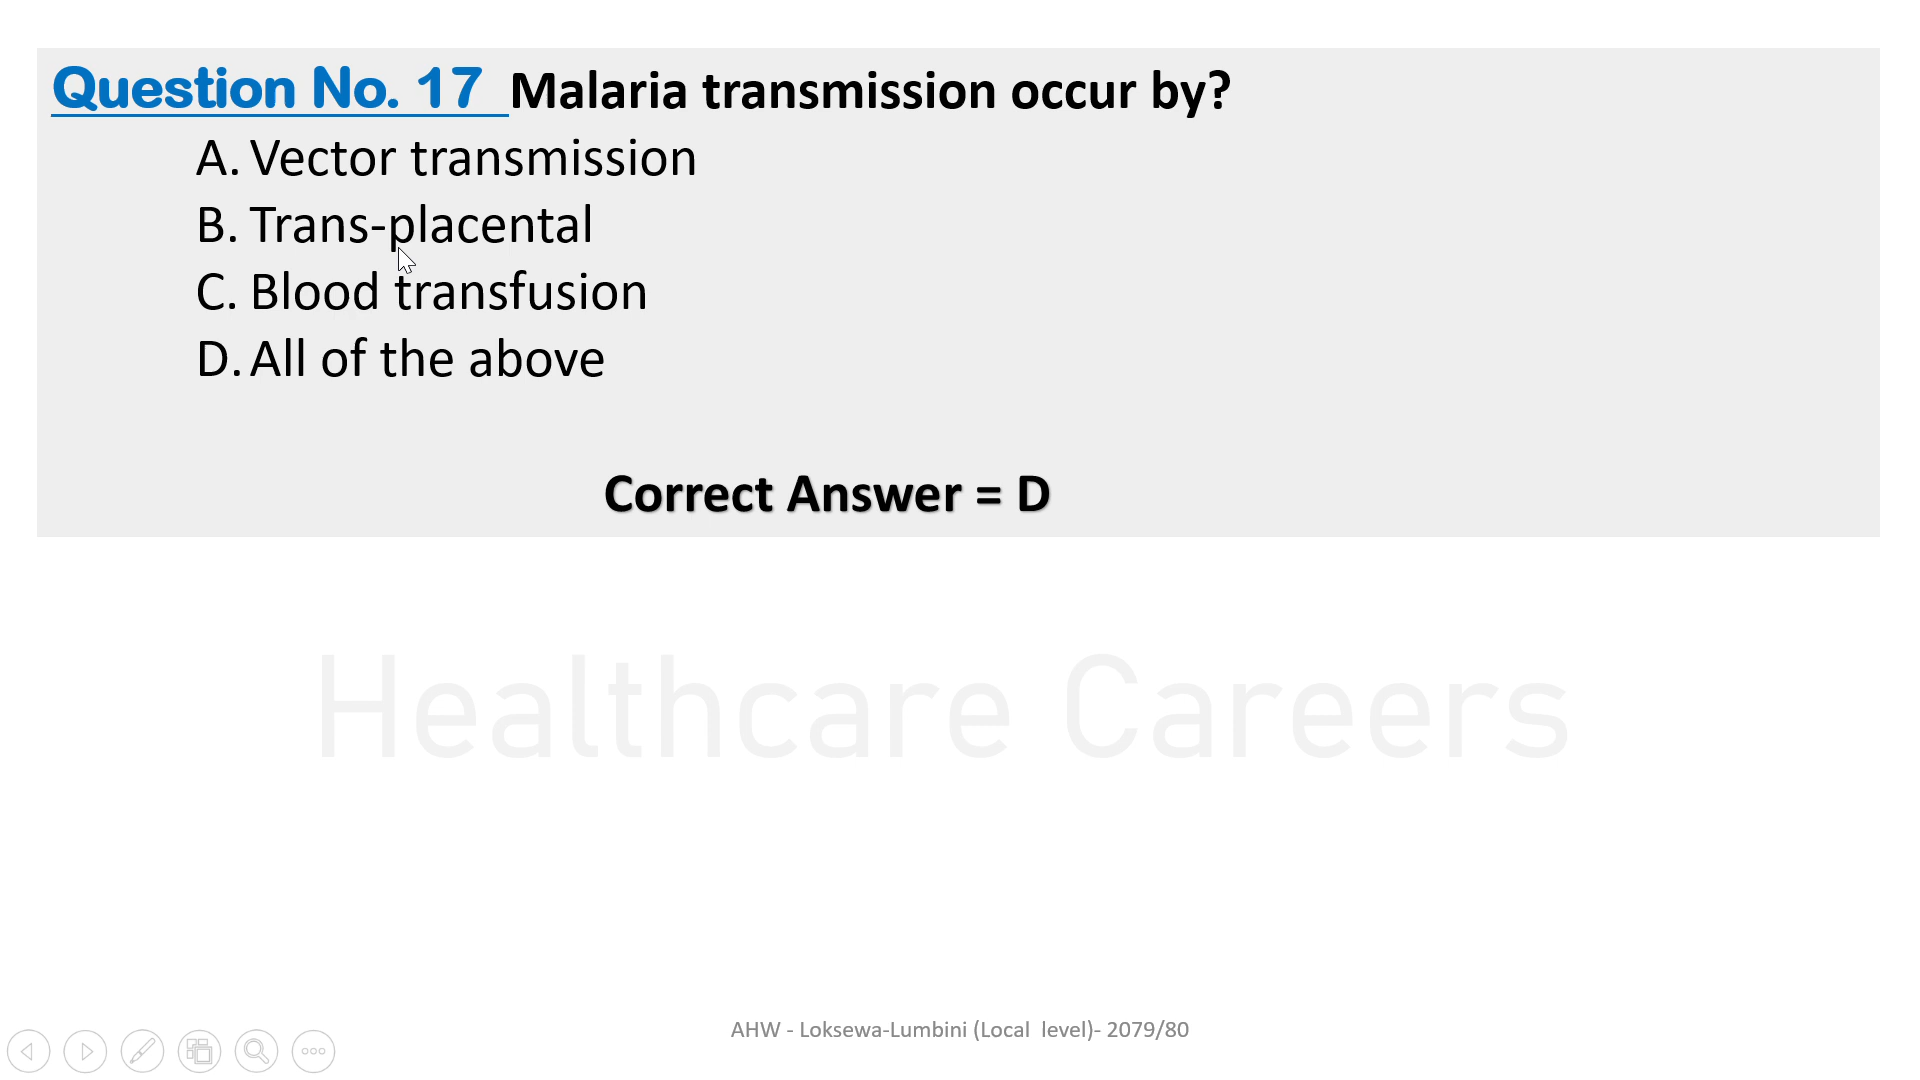 Question No. 17 Malaria transmission occur by?
A. Vector transmission
B. Trans-placental
C. Blood transfusion
D. All of the above
Correct Answer = D
Healthcare Careers
AHW - Loksewa-Lumbini (Local level)- 2079/80